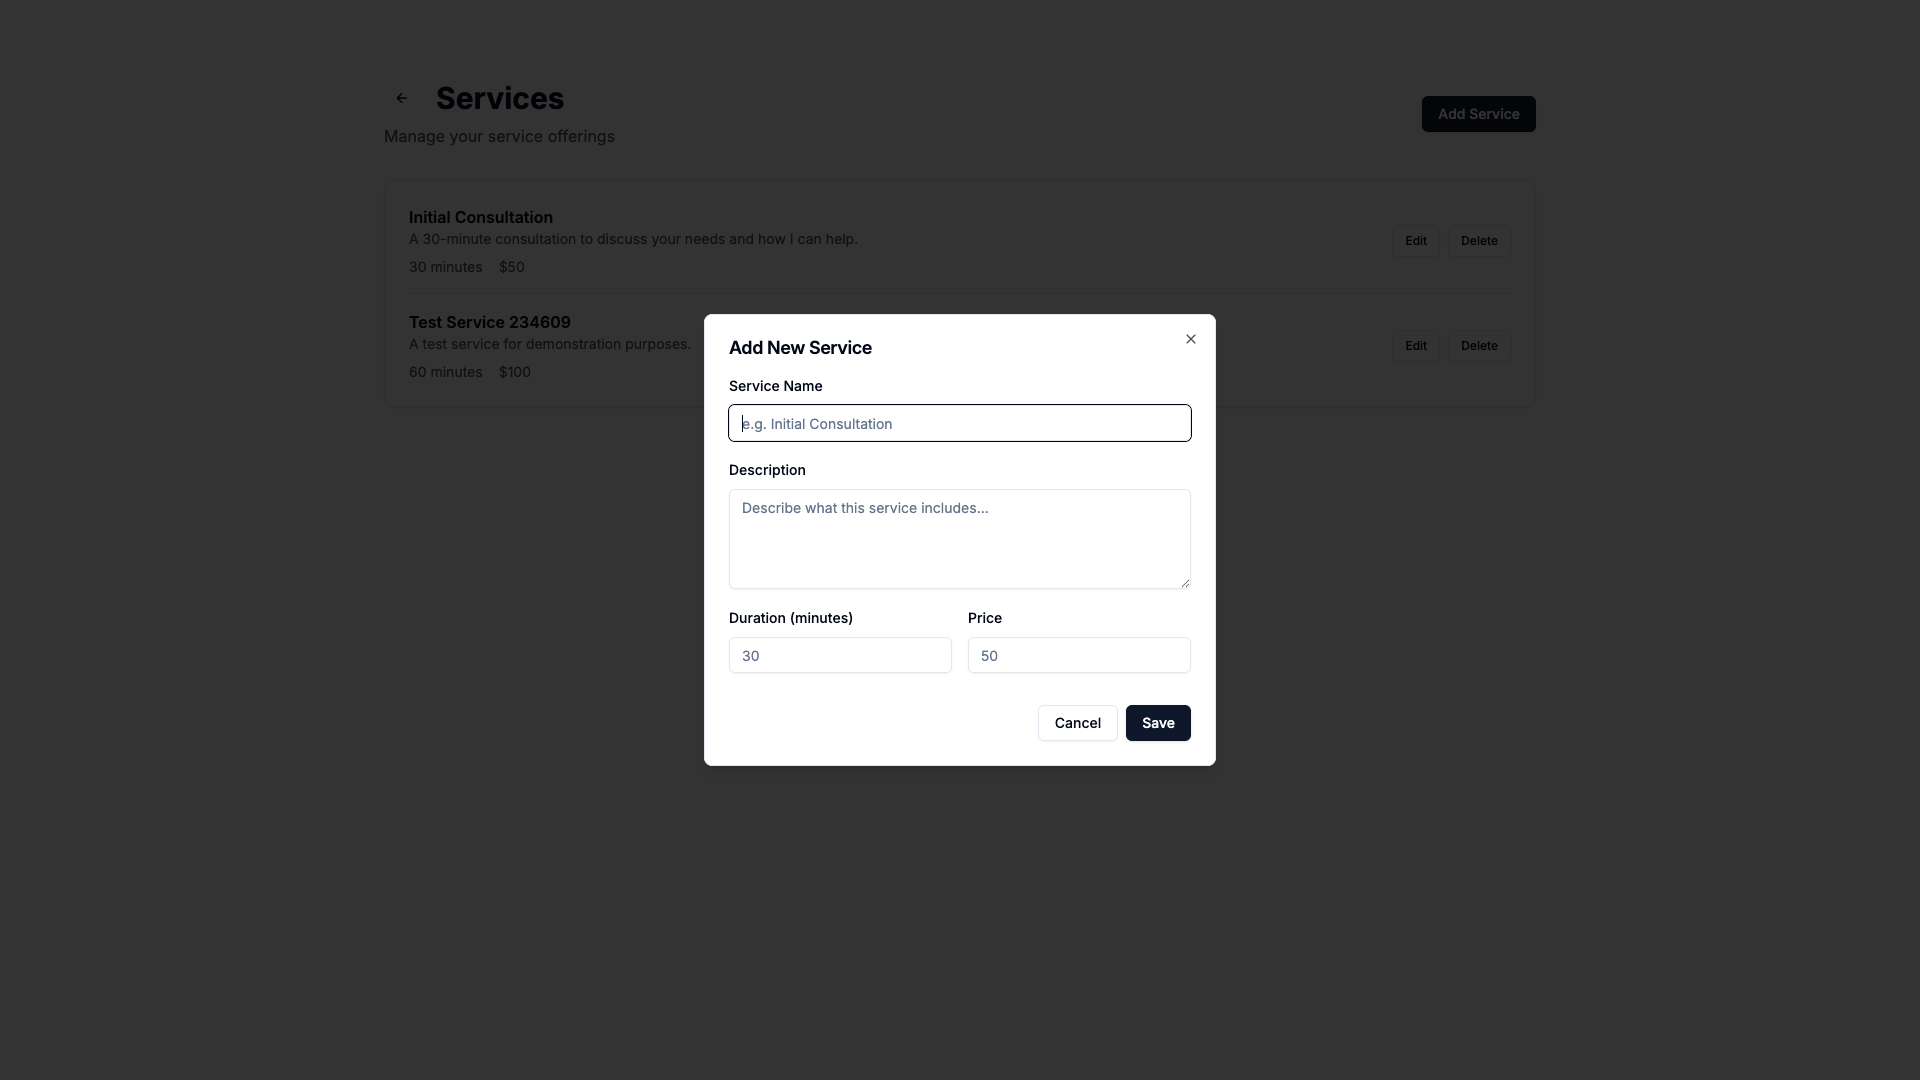 Services
Manage your service offerings
Add Service
Initial Consultation
A 30-minute consultation to discuss your needs and how I can help.
30 minutes $50
Edit Delete
Test Service 234609
A test service for demonstration purposes.
60 minutes $100
Edit Delete
Add New Service
Service Name
e.g. Initial Consultation
Description
Describe what this service includes...
Duration (minutes) Price
30 50
Cancel Save